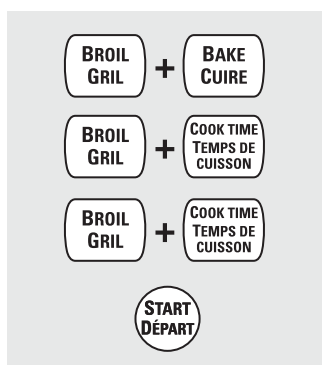 BROIL GRIL + BAKE CUIRE
BROIL GRIL + COOK TIME TEMPS DE CUISSON
BROIL GRIL + COOK TIME TEMPS DE CUISSON
START
DÉPART